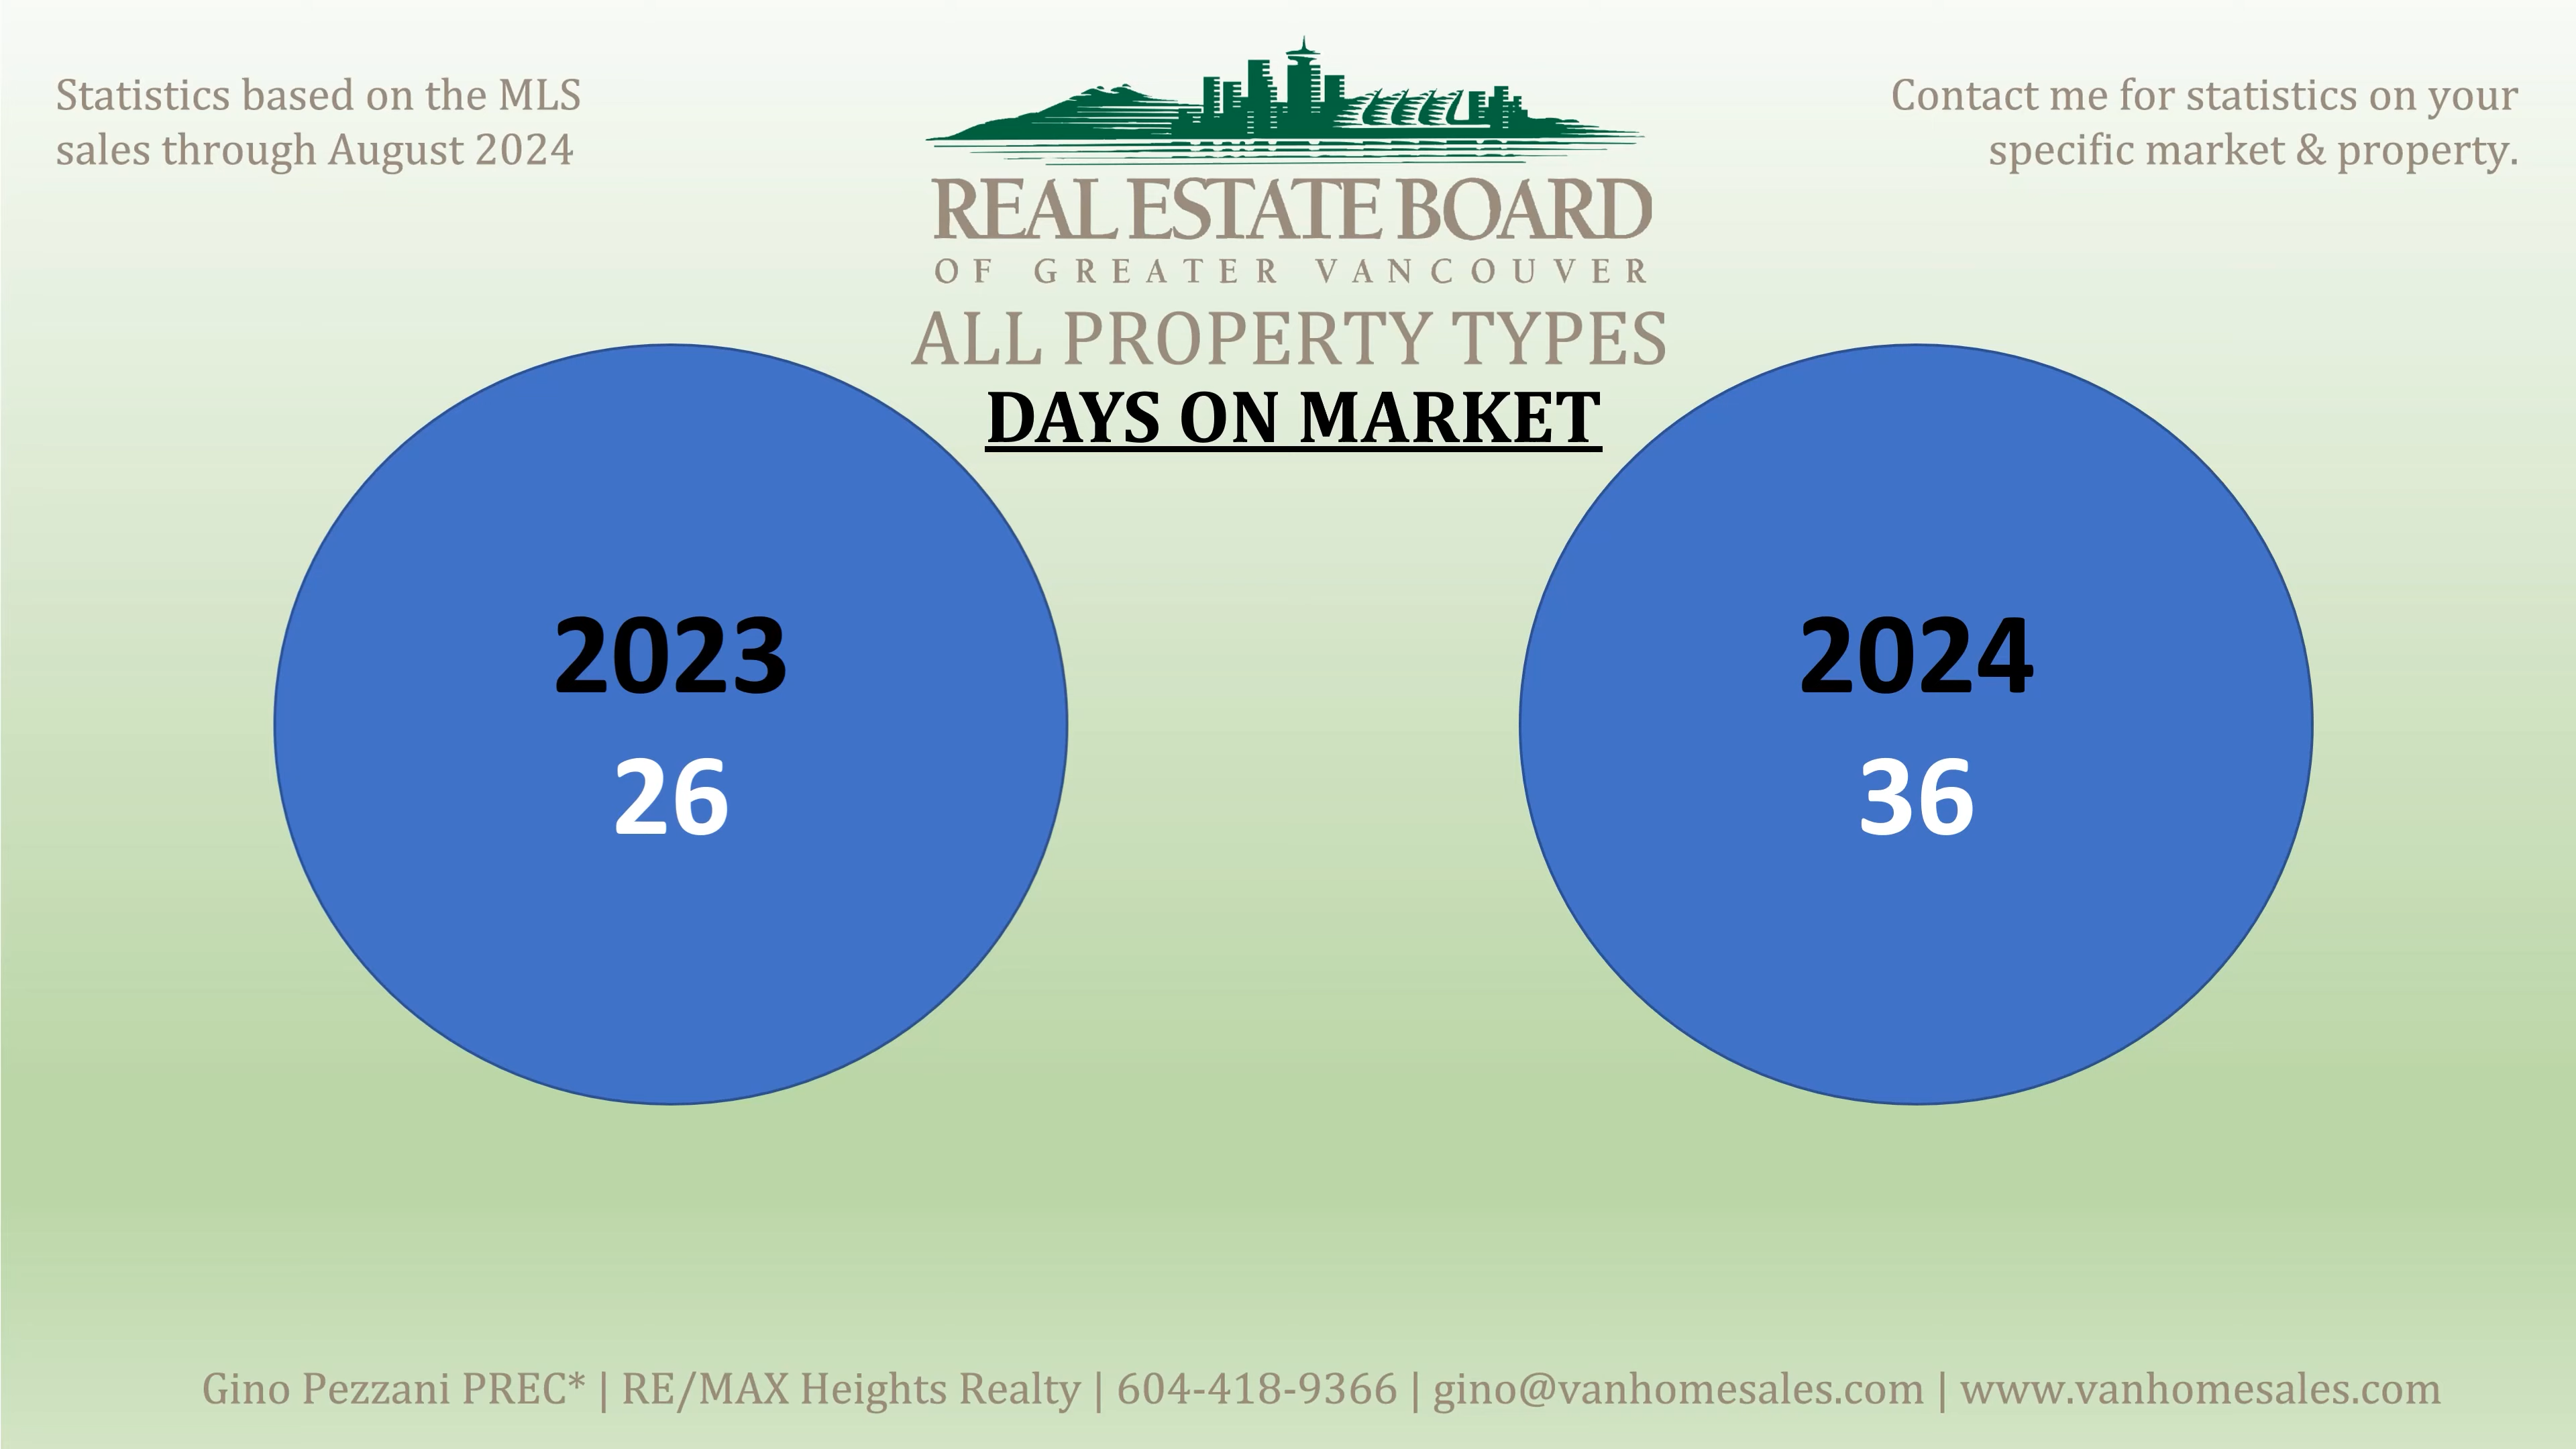 Statistics based on the MLS
sales through August 2024
REAL ESTATE BOARD
OF GREATER VANCOUVER
ALL PROPERTY TYPES
DAYS ON MARKET
Contact me for statistics on your
specific market & property.
2023
26
2024
36
Gino Pezzani PREC* | RE/MAX Heights Realty | 604-418-9366 | gino@vanhomesales.com | www.vanhomesales.com